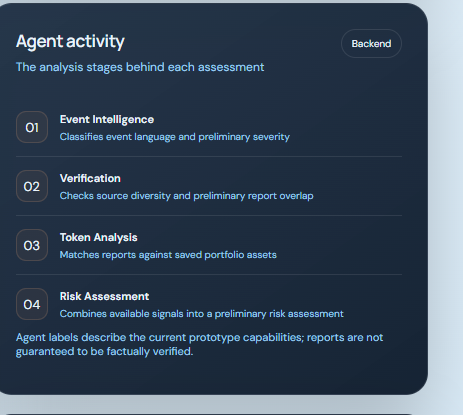 Agent activity
Backend
The analysis stages behind each assessment
01
Event Intelligence
Classifies event language and preliminary severity
02
Verification
Checks source diversity and preliminary report overlap
03
Token Analysis
Matches reports against saved portfolio assets
04
Risk Assessment
Combines available signals into a preliminary risk assessment
Agent labels describe the current prototype capabilities; reports are not
guaranteed to be factually verified.